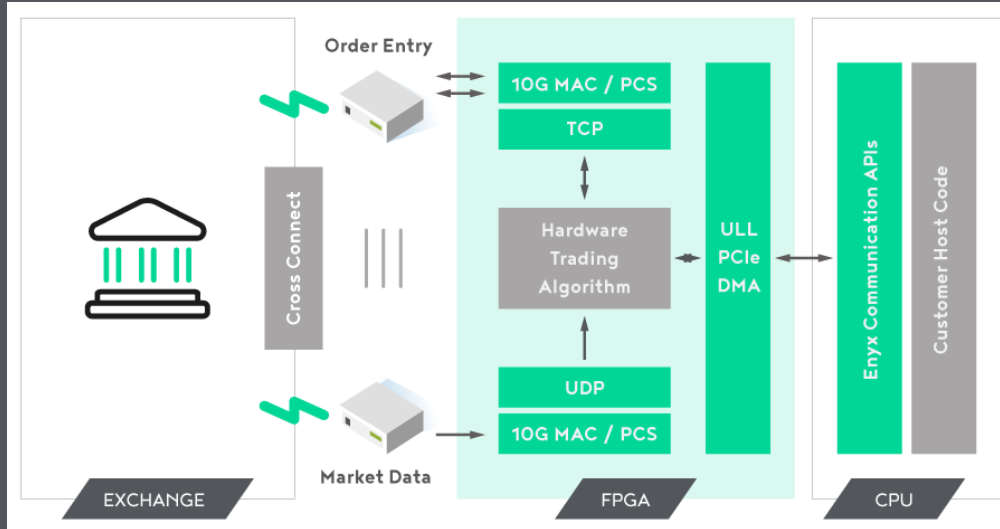 Order Entry
Cross Connect
Market Data
EXCHANGE
10G MAC / PCS
TCP
Hardware
Trading
Algorithm
UDP
10G MAC / PCS
ULL
PCIe
DMA
FPGA
Enyx Communication APIs
Customer Host Code
CPU